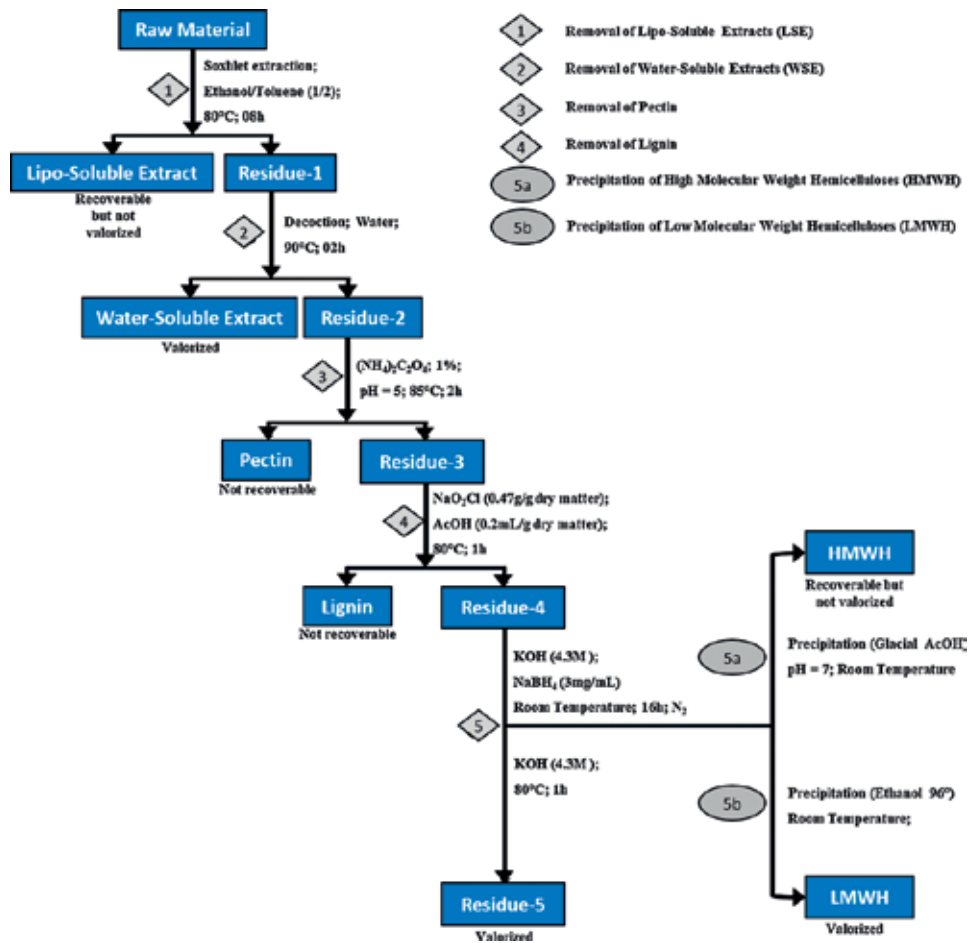 Raw Material
Soxhlet extraction;
Ethanol/Toluene (1/2);
80°C; 08h
1
Lipo-Soluble Extract
Residue-1
Recoverable
but not
valorized
Decoction; Water;
90°C; 02h
2
Water-Soluble Extract
Residue-2
Valorized
(NH₄)₂C₂O₄; 1%;
pH = 5; 85°C; 2h
3
Pectin
Residue-3
Not recoverable
NaO₂Cl (0.47g/g dry matter);
AcOH (0.2mL/g dry matter);
80°C; 1h
4
Lignin
Residue-4
Not recoverable
KOH (4.3M);
NaBH₄ (3mg/mL)
Room Temperature; 16h; N₂
5
KOH (4.3M);
80°C; 1h
Residue-5
Valorized
HMWH
Recoverable but
not valorized
5a
Precipitation (Glacial AcOH)
pH = 7; Room Temperature
5b
Precipitation (Ethanol 96°)
Room Temperature;
LMWH
Valorized
1 Removal of Lipo-Soluble Extracts (LSE)
2 Removal of Water-Soluble Extracts (WSE)
3 Removal of Pectin
4 Removal of Lignin
5a Precipitation of High Molecular Weight Hemicelluloses (HMWH)
5b Precipitation of Low Molecular Weight Hemicelluloses (LMWH)